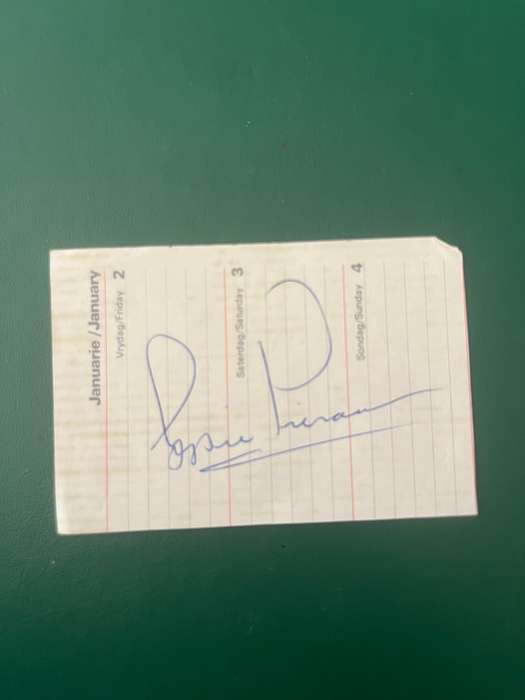 Januarie/January
Vrydag/Friday 2
Saterdag/Saturday 3
Sondag/Sunday 4